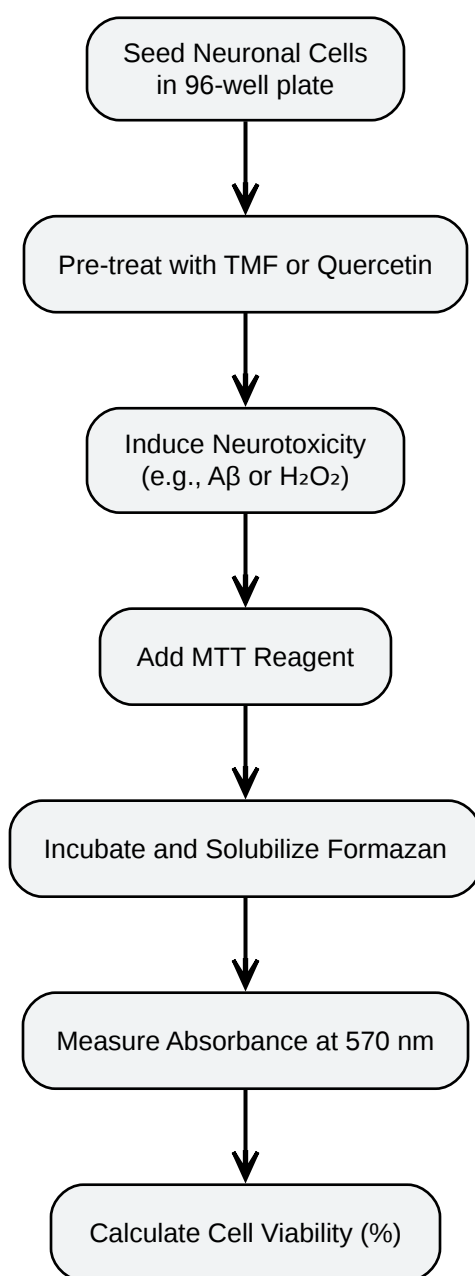 Seed Neuronal Cells
in 96-well plate
Pre-treat with TMF or Quercetin
Induce Neurotoxicity
(e.g., Aβ or H₂O₂)
Add MTT Reagent
Incubate and Solubilize Formazan
Measure Absorbance at 570 nm
Calculate Cell Viability (%)